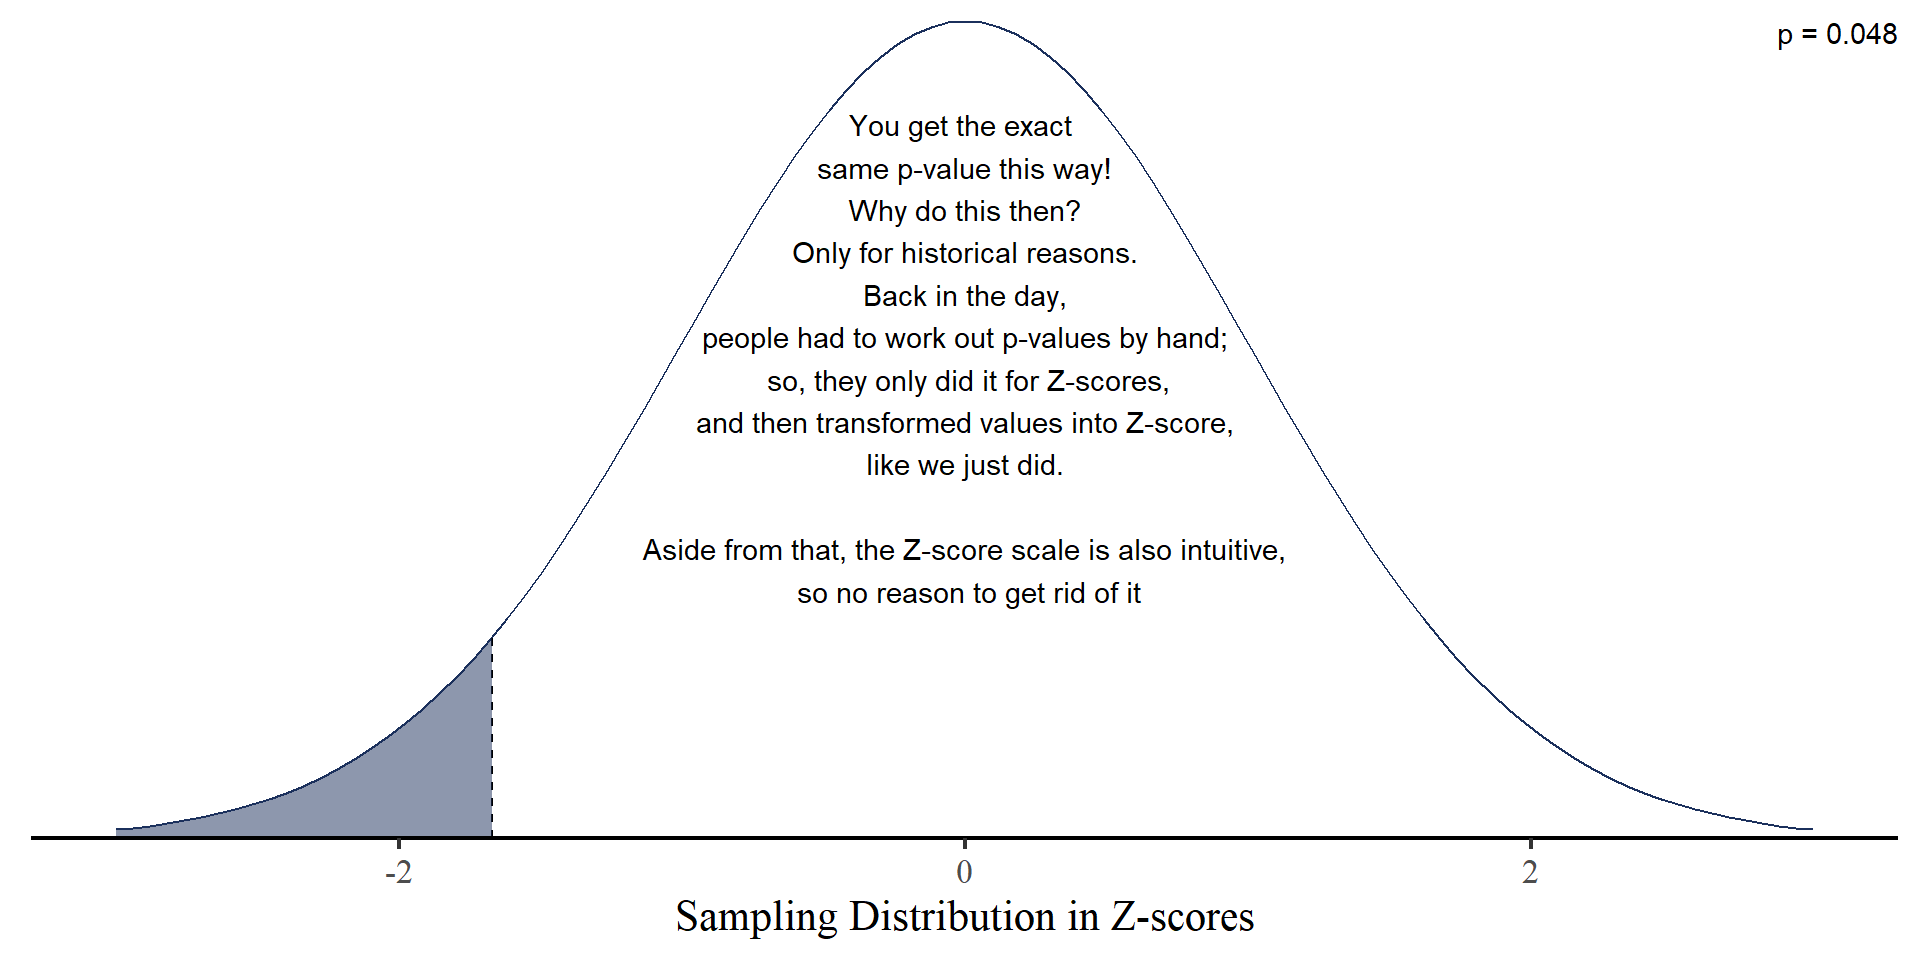 p = 0.048
You get the exact
same p-value this way!
Why do this then?
Only for historical reasons.
Back in the day,
people had to work out p-values by hand;
so, they only did it for Z-scores,
and then transformed values into Z-score,
like we just did.
Aside from that, the Z-score scale is also intuitive,
so no reason to get rid of it
-2 0 2
Sampling Distribution in Z-scores